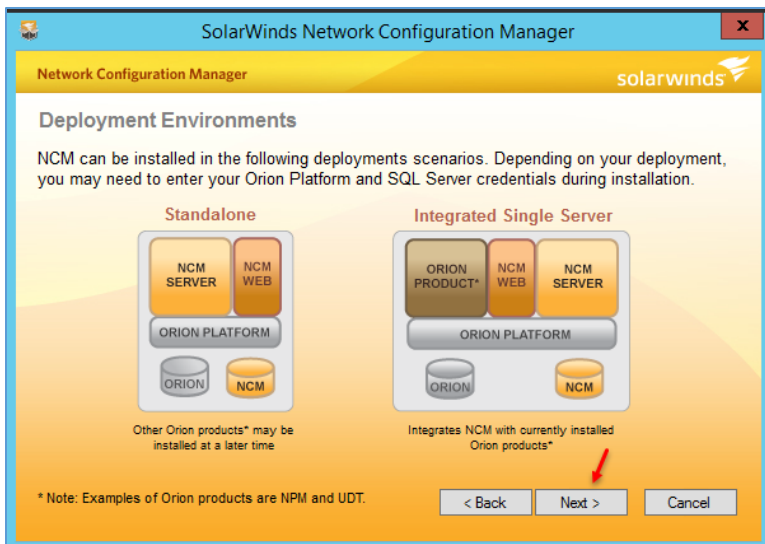 SolarWinds Network Configuration Manager
x
Network Configuration Manager
solarwinds
Deployment Environments
NCM can be installed in the following deployments scenarios. Depending on your deployment,
you may need to enter your Orion Platform and SQL Server credentials during installation.
Standalone
NCM
SERVER
NCM
WEB
ORION PLATFORM
ORION
NCM
Other Orion products* may be
installed at a later time
Integrated Single Server
ORION
PRODUCT*
NCM
WEB
NCM
SERVER
ORION PLATFORM
ORION
NCM
Integrates NCM with currently installed
Orion products*
* Note: Examples of Orion products are NPM and UDT.
< Back
Next >
Cancel